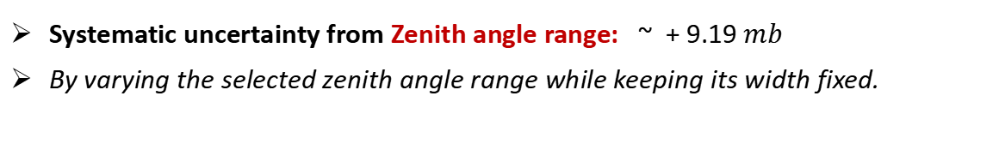 ➢ Systematic uncertainty from Zenith angle range: ~ + 9.19 mb
➢ By varying the selected zenith angle range while keeping its width fixed.